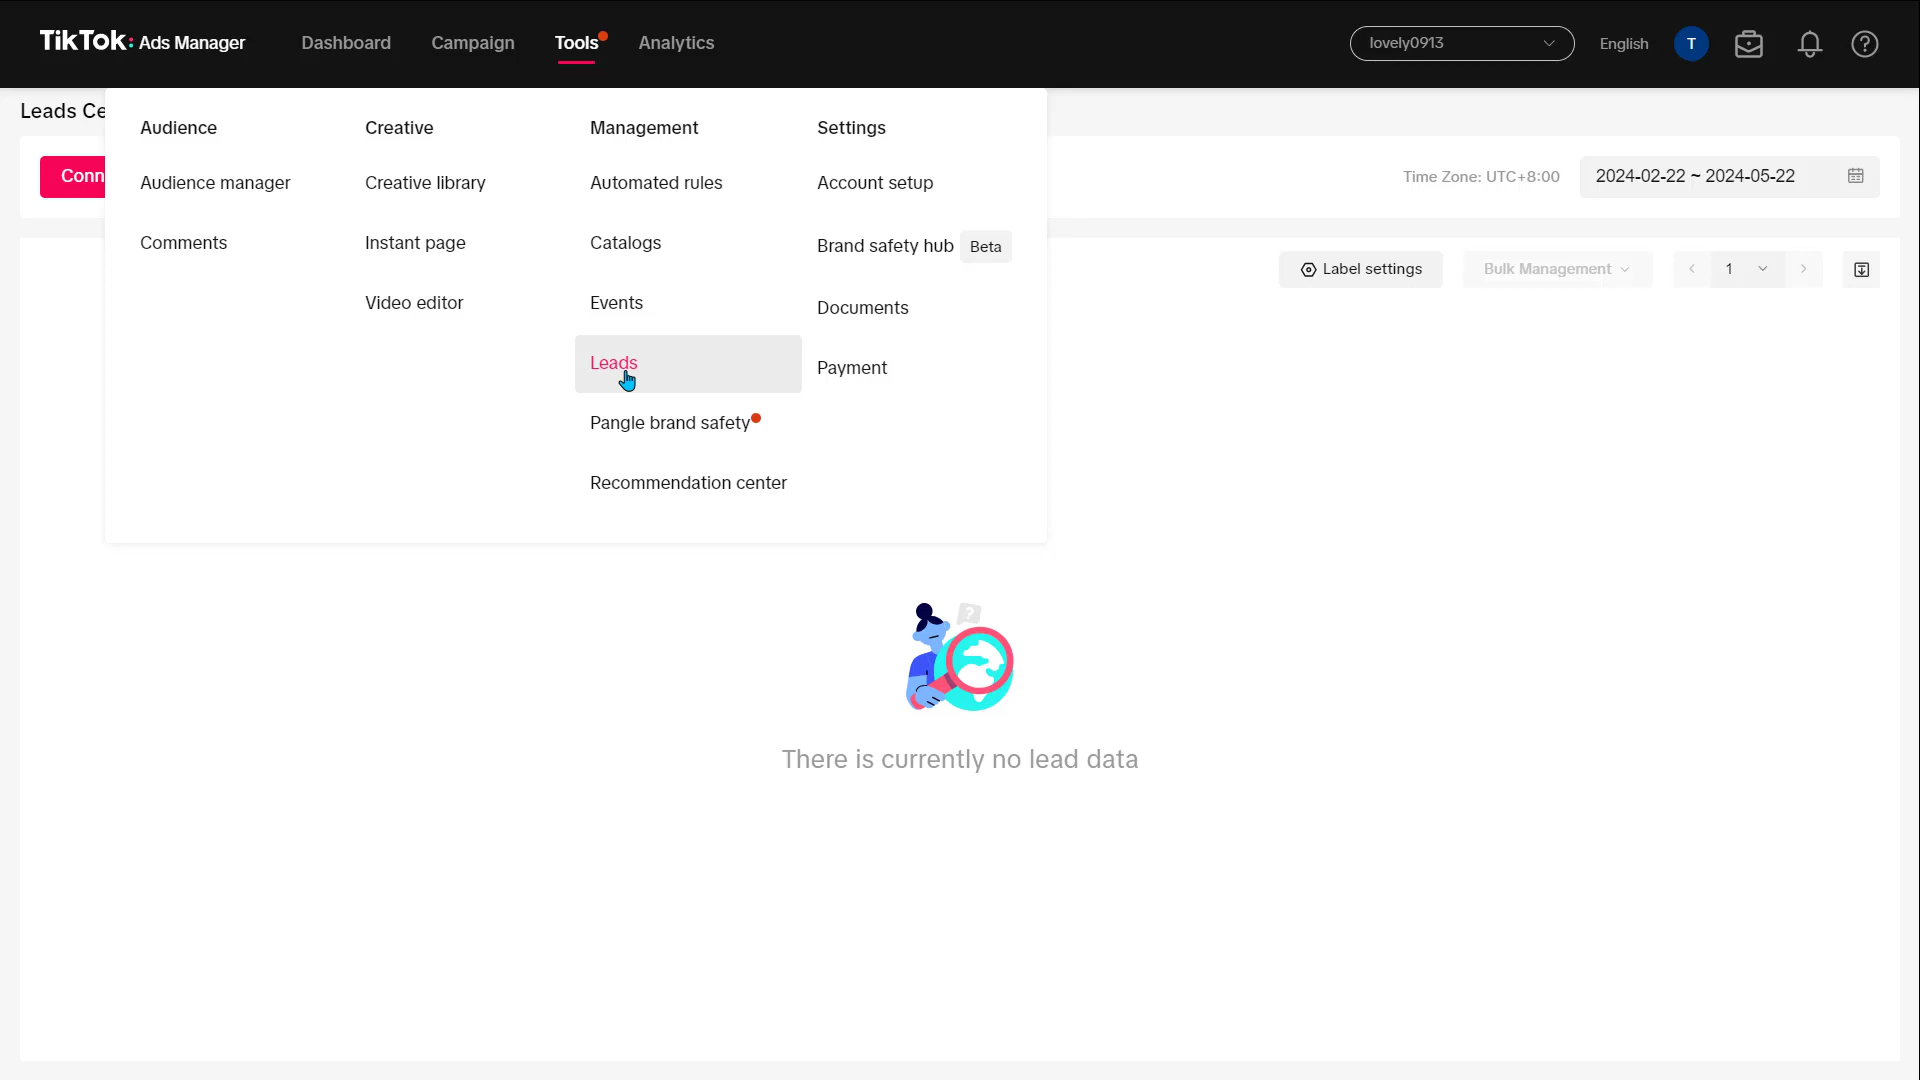 TikTok: Ads Manager
Dashboard
Campaign
Tools
Analytics
lovely0913
English
T
Leads Ce
Conn
Audience
Audience manager
Comments
Creative
Creative library
Instant page
Video editor
Management
Automated rules
Catalogs
Events
Leads
Pangle brand safety
Recommendation center
Settings
Account setup
Brand safety hub Beta
Documents
Payment
Time Zone: UTC+8:00
2024-02-22 ~ 2024-05-22
Label settings
Bulk Management
1
?
There is currently no lead data